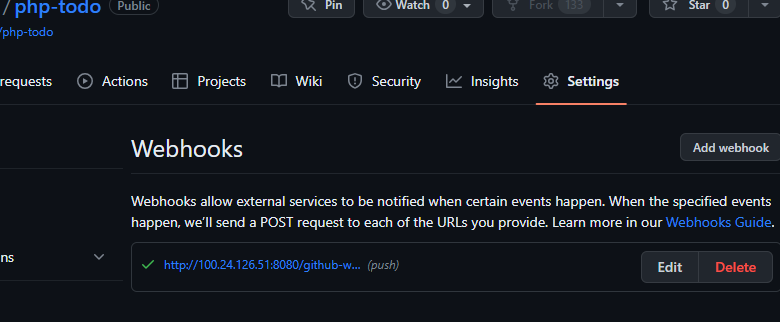 / php-todo Public Pin Watch 0 Fork 133 Star 0
/php-todo
requests Actions Projects Wiki Security Insights Settings
Webhooks Add webhook
Webhooks allow external services to be notified when certain events happen. When the specified events
happen, we'll send a POST request to each of the URLs you provide. Learn more in our Webhooks Guide.
ns
http://100.24.126.51:8080/github-w... (push) Edit Delete